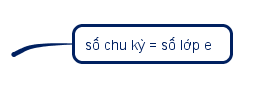 số chu kỳ = số lớp e